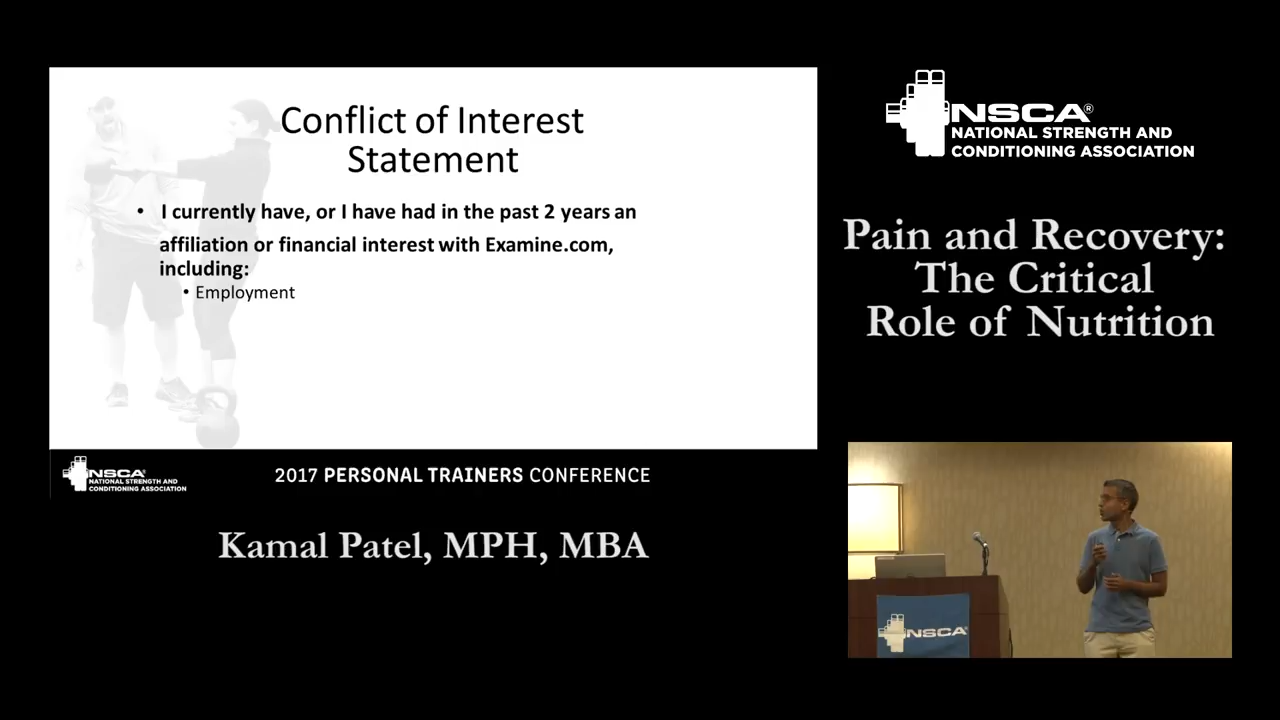 Conflict of Interest
Statement
• I currently have, or I have had in the past 2 years an
affiliation or financial interest with Examine.com,
including:
• Employment
NSCA®
NATIONAL STRENGTH AND
CONDITIONING ASSOCIATION
2017 PERSONAL TRAINERS CONFERENCE
Kamal Patel, MPH, MBA
NSCA®
NATIONAL STRENGTH AND
CONDITIONING ASSOCIATION
Pain and Recovery:
The Critical
Role of Nutrition
NSCA